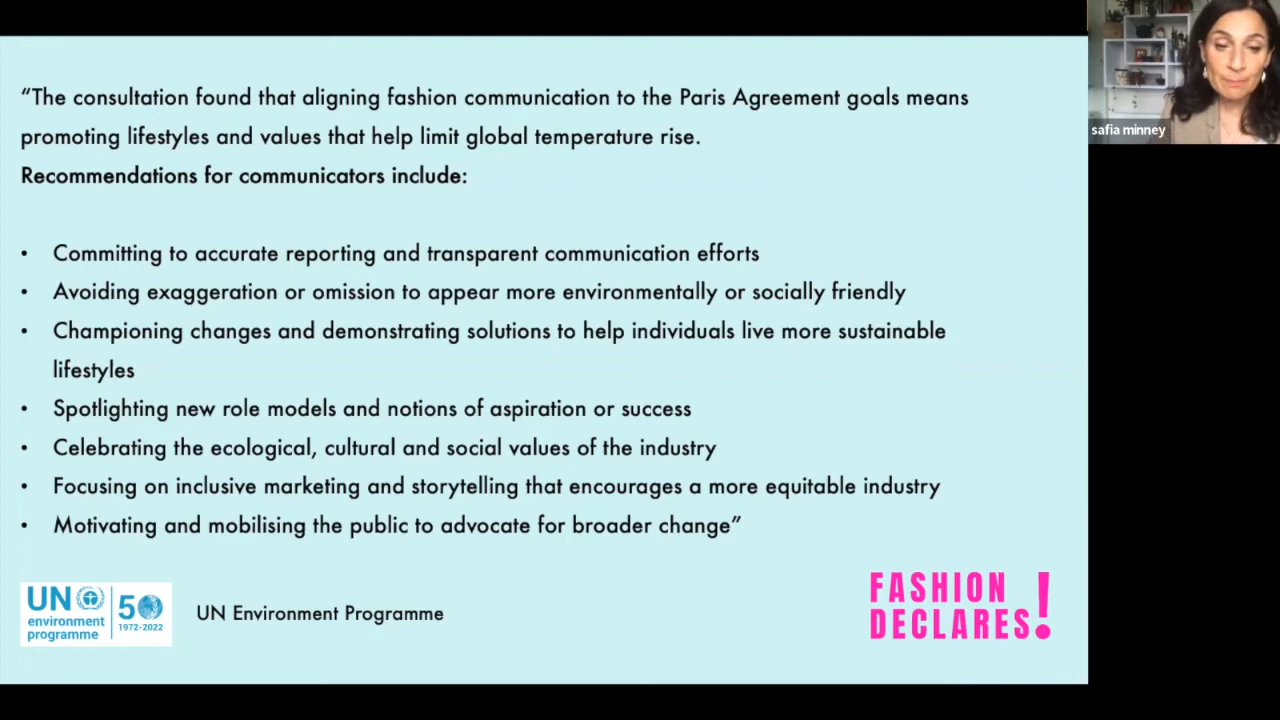 “The consultation found that aligning fashion communication to the Paris Agreement goals means
promoting lifestyles and values that help limit global temperature rise.
Recommendations for communicators include:
• Committing to accurate reporting and transparent communication efforts
• Avoiding exaggeration or omission to appear more environmentally or socially friendly
• Championing changes and demonstrating solutions to help individuals live more sustainable
lifestyles
• Spotlighting new role models and notions of aspiration or success
• Celebrating the ecological, cultural and social values of the industry
• Focusing on inclusive marketing and storytelling that encourages a more equitable industry
• Motivating and mobilising the public to advocate for broader change”
UN
environment
programme
50
1972-2022
UN Environment Programme
FASHION
DECLARES!
safia minney